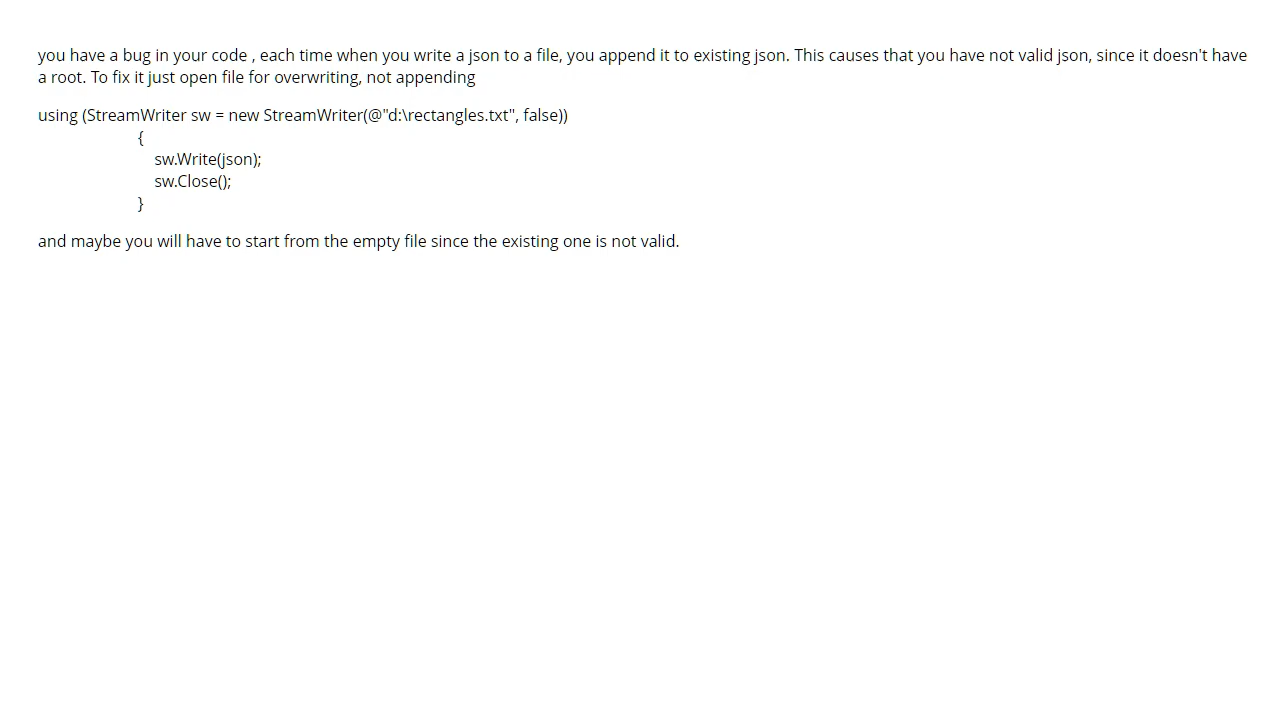 you have a bug in your code , each time when you write a json to a file, you append it to existing json. This causes that you have not valid json, since it doesn't have
a root. To fix it just open file for overwriting, not appending
using (StreamWriter sw = new StreamWriter(@"d:\rectangles.txt", false))
{
sw.Write(json);
sw.Close();
}
and maybe you will have to start from the empty file since the existing one is not valid.